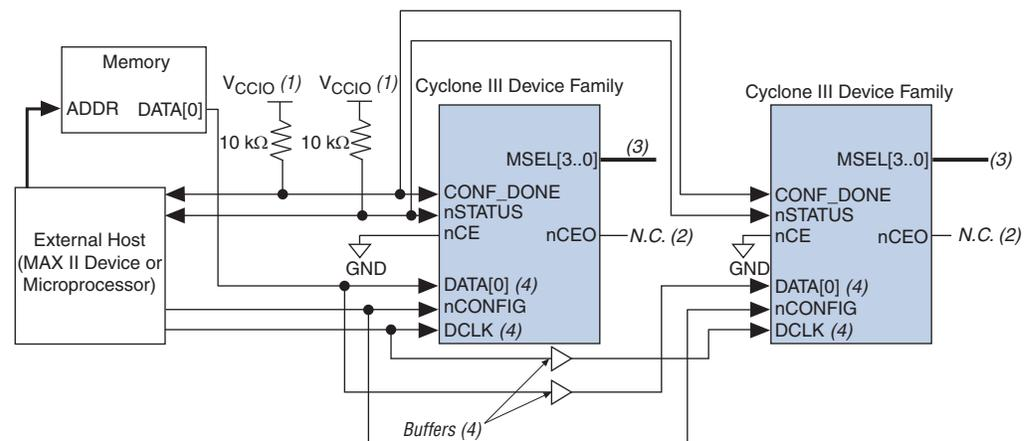 Memory
ADDR DATA[0]
VCCIO (1)
VCCIO (1)
10 kΩ
10 kΩ
Cyclone III Device Family
MSEL[3..0]
(3)
CONF_DONE
nSTATUS
nCE
nCEO
N.C. (2)
GND
DATA[0] (4)
nCONFIG
DCLK (4)
External Host
(MAX II Device or
Microprocessor)
Cyclone III Device Family
MSEL[3..0]
(3)
CONF_DONE
nSTATUS
nCE
nCEO
N.C. (2)
GND
DATA[0] (4)
nCONFIG
DCLK (4)
Buffers (4)